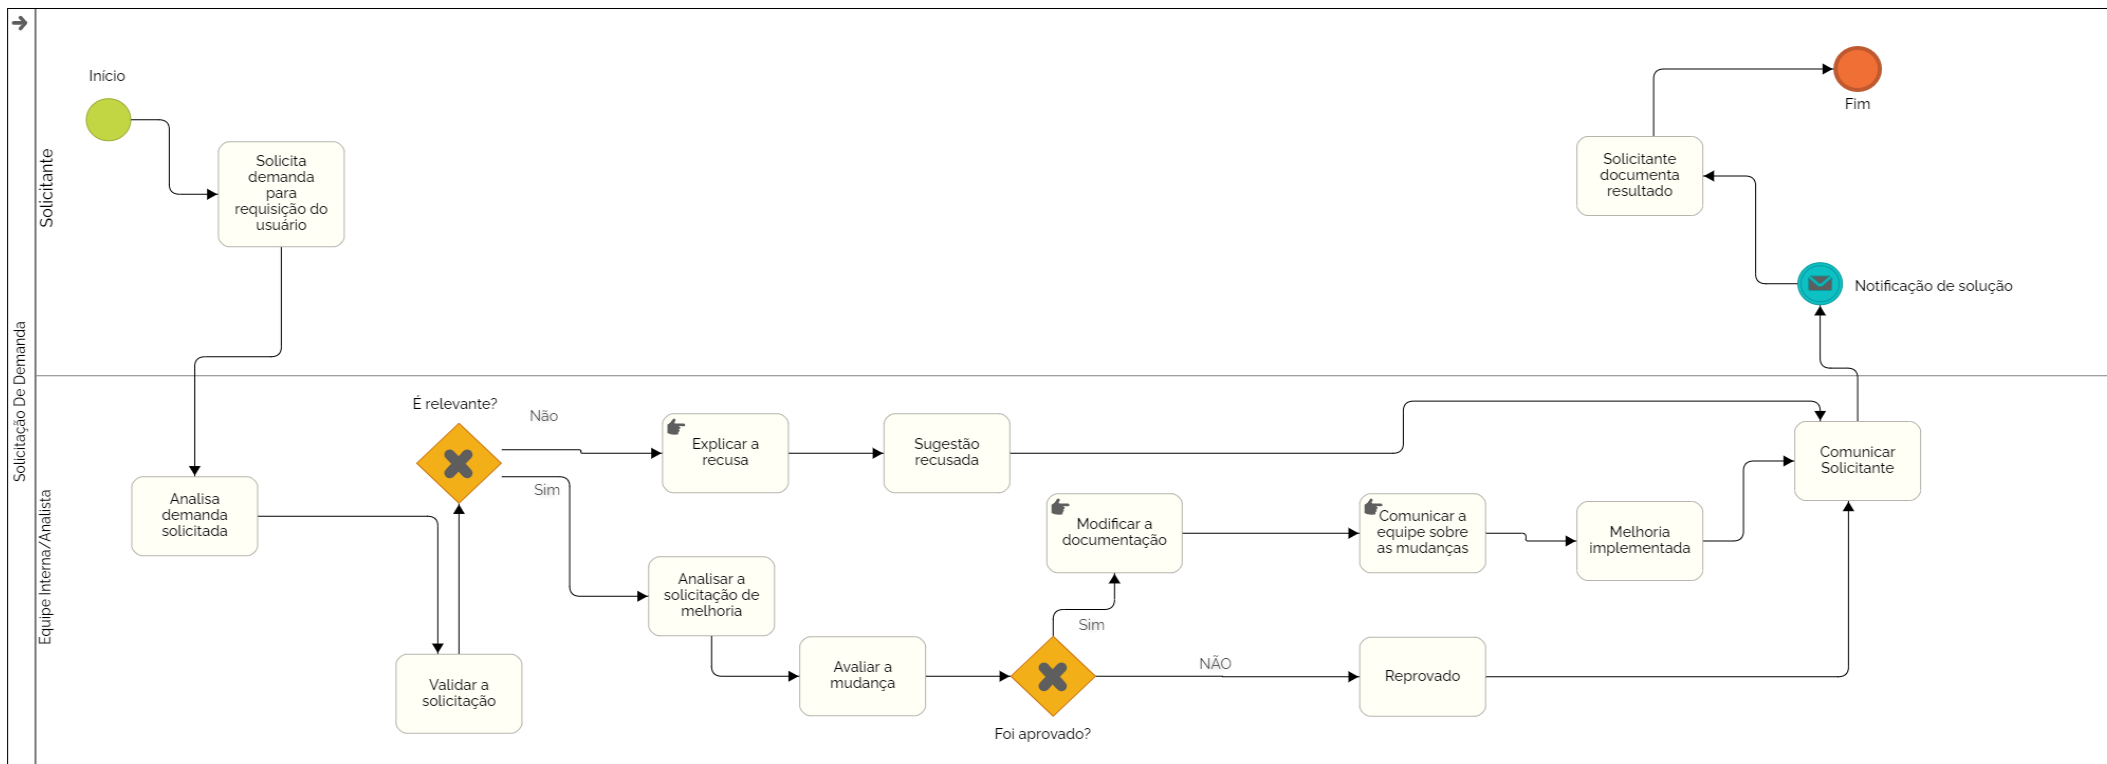 Solicitação De Demanda
Solicitante
Início
Solicita
demanda
para
requisição do
usuário
Fim
Solicitante
documenta
resultado
Notificação de solução
Equipe Interna/Analista
Analisa
demanda
solicitada
Validar a
solicitação
É relevante?
Não
Sim
Explicar a
recusa
Sugestão
recusada
Analisar a
solicitação de
melhoria
Avaliar a
mudança
Foi aprovado?
Sim
NÃO
Modificar a
documentação
Comunicar a
equipe sobre
as mudanças
Melhoria
implementada
Reprovado
Comunicar
Solicitante